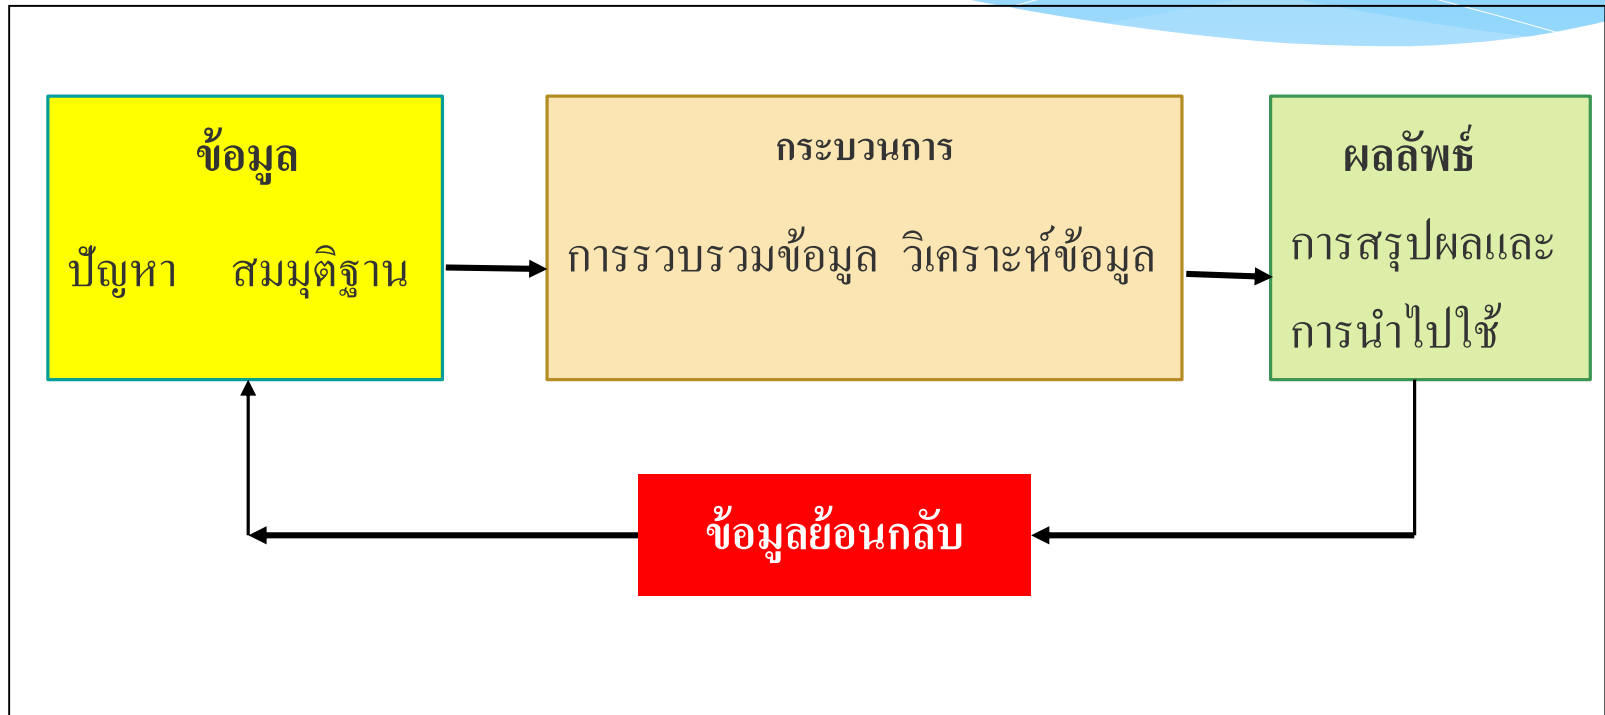 ข้อมูล
ปัญหา สมมุติฐาน
กระบวนการ
การรวบรวมข้อมูล วิเคราะห์ข้อมูล
ผลลัพธ์
การสรุปผลและ
การนำไปใช้
ข้อมูลย้อนกลับ